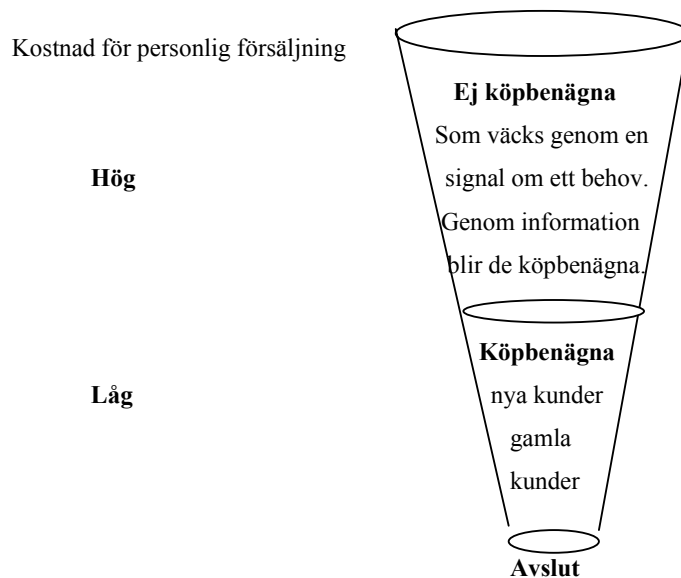 Kostnad för personlig försäljning
Ej köpbenägna
Som väcks genom en
Hög
signal om ett behov.
Genom information
blir de köpbenägna.
Köpbenägna
Låg
nya kunder
gamla
kunder
Avslut